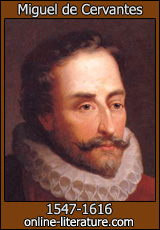 Miguel de Cervantes
1547-1616
online-literature.com